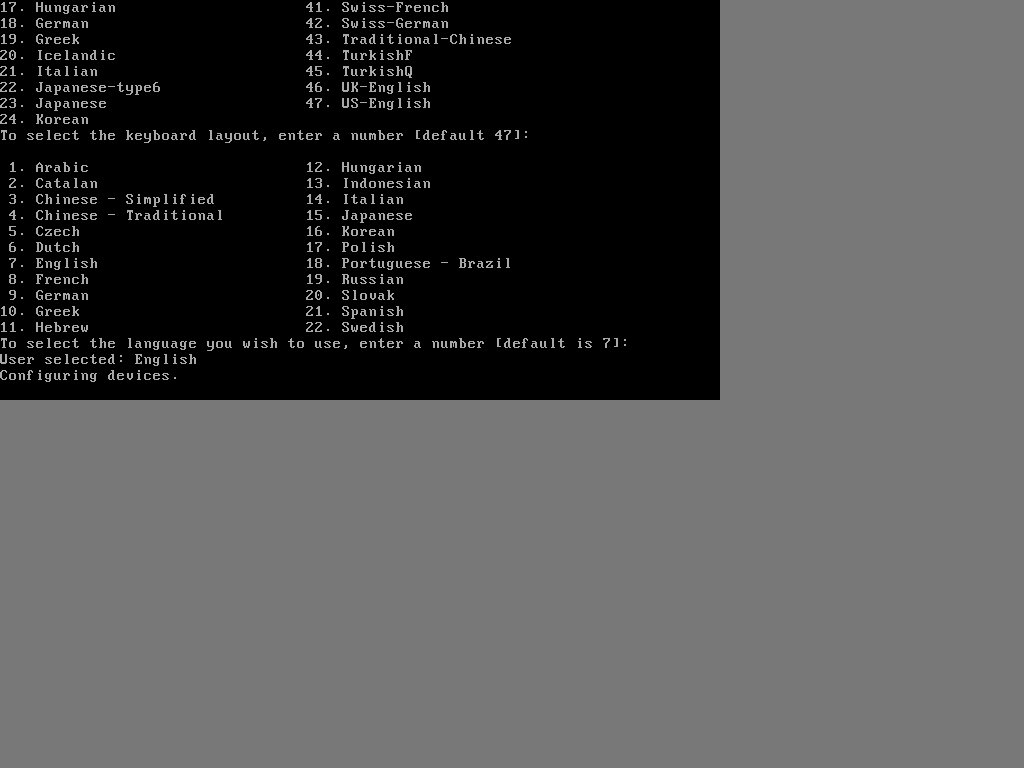 17. Hungarian                     41. Swiss-French
18. German                        42. Swiss-German
19. Greek                         43. Traditional-Chinese
20. Icelandic                     44. TurkishF
21. Italian                       45. TurkishQ
22. Japanese-type6                46. UK-English
23. Japanese                      47. US-English
24. Korean
To select the keyboard layout, enter a number [default 47]:
 1. Arabic                        12. Hungarian
 2. Catalan                       13. Indonesian
 3. Chinese - Simplified          14. Italian
 4. Chinese - Traditional         15. Japanese
 5. Czech                         16. Korean
 6. Dutch                         17. Polish
 7. English                       18. Portuguese - Brazil
 8. French                        19. Russian
 9. German                        20. Slovak
10. Greek                         21. Spanish
11. Hebrew                        22. Swedish
To select the language you wish to use, enter a number [default is 7]:
User selected: English
Configuring devices.